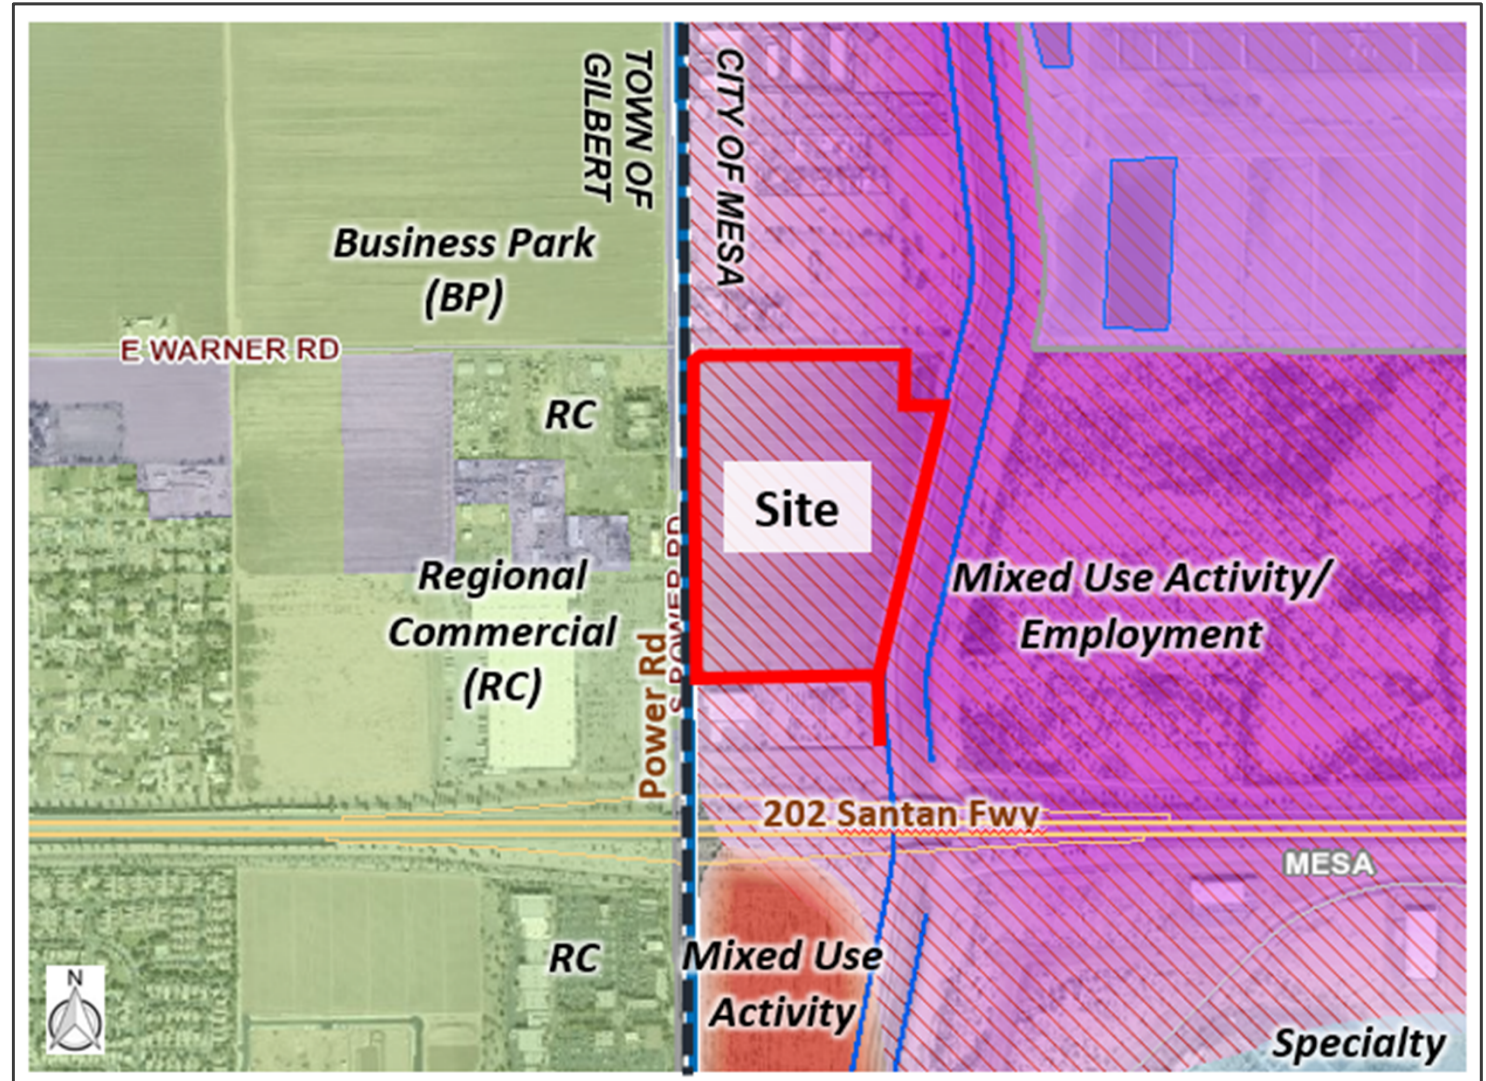 TOWN OF
GILBERT
CITY OF MESA
Business Park
(BP)
E WARNER RD
RC
Site
Regional
Commercial
(RC)
S POWER RD
Power Rd
Mixed Use Activity/
Employment
202 Santan Fwy
MESA
RC
Mixed Use
Activity
N
Specialty